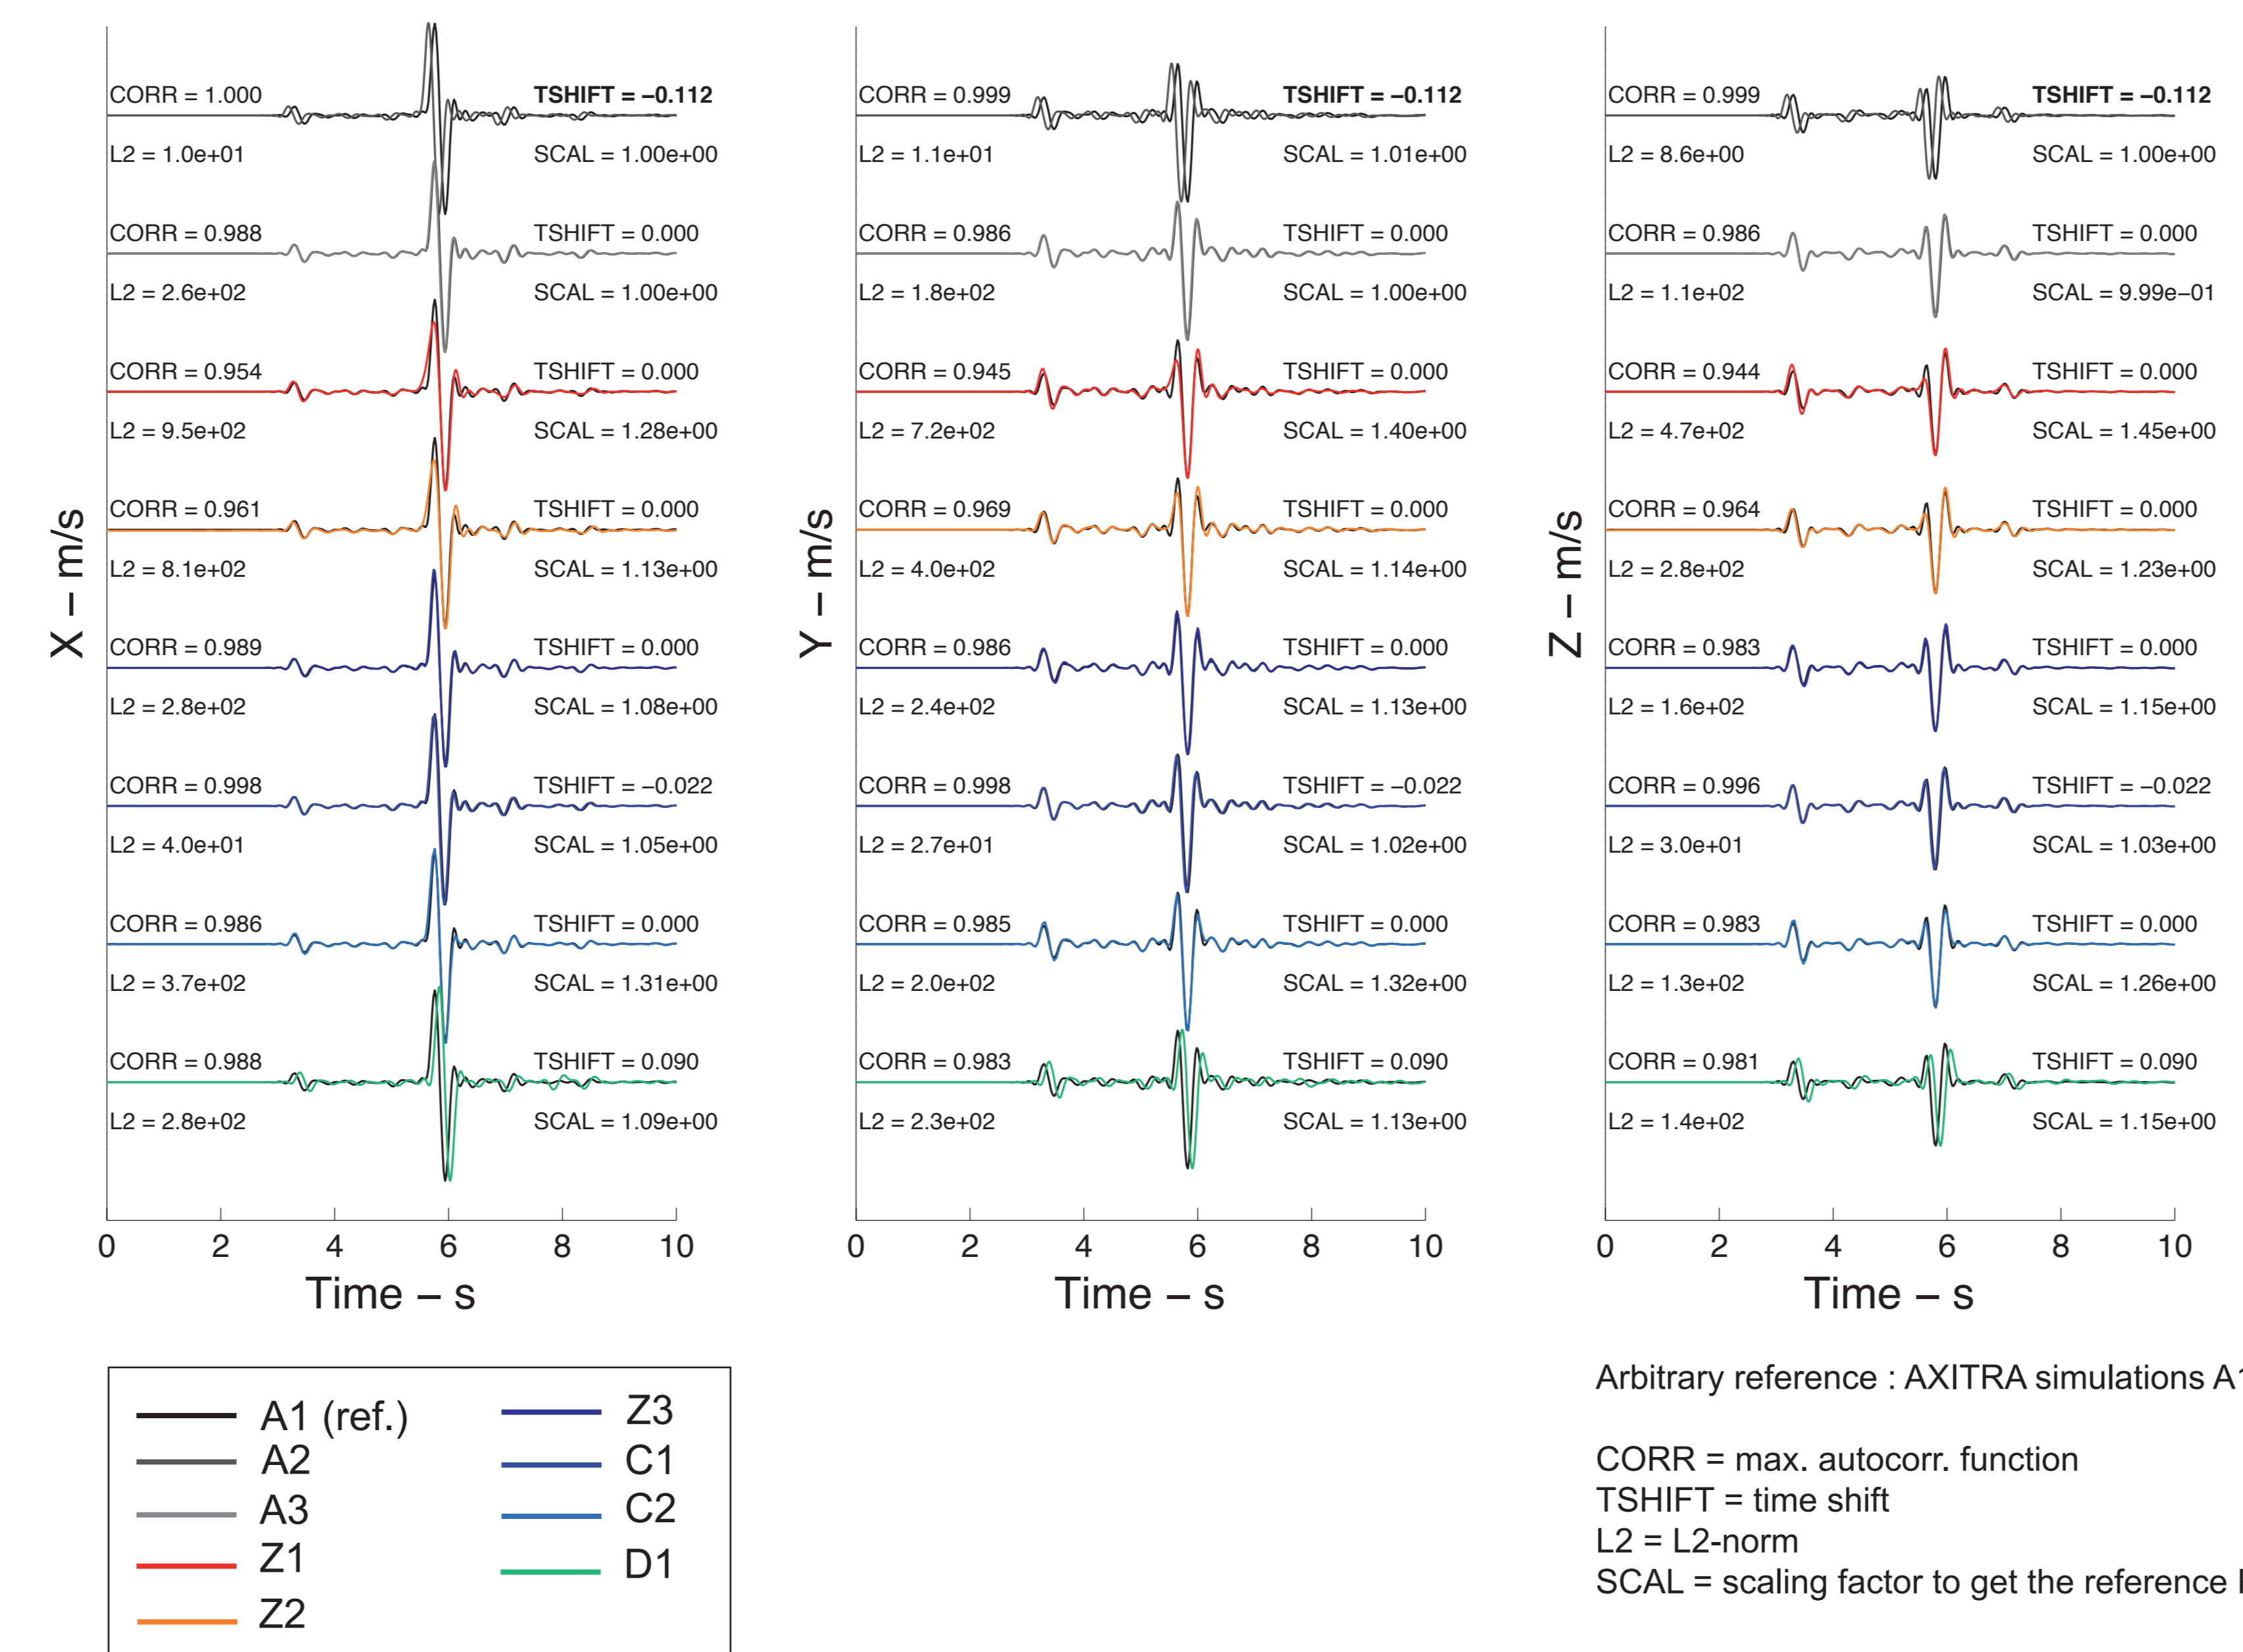 CORR = 1.000 TSHIFT = −0.112
L2 = 1.0e+01 SCAL = 1.00e+00
CORR = 0.988 TSHIFT = 0.000
L2 = 2.6e+02 SCAL = 1.00e+00
CORR = 0.954 TSHIFT = 0.000
L2 = 9.5e+02 SCAL = 1.28e+00
CORR = 0.961 TSHIFT = 0.000
L2 = 8.1e+02 SCAL = 1.13e+00
CORR = 0.989 TSHIFT = 0.000
L2 = 2.8e+02 SCAL = 1.08e+00
CORR = 0.998 TSHIFT = −0.022
L2 = 4.0e+01 SCAL = 1.05e+00
CORR = 0.986 TSHIFT = 0.000
L2 = 3.7e+02 SCAL = 1.31e+00
CORR = 0.988 TSHIFT = 0.090
L2 = 2.8e+02 SCAL = 1.09e+00
X – m/s
0 2 4 6 8 10
Time – s
CORR = 0.999 TSHIFT = −0.112
L2 = 1.1e+01 SCAL = 1.01e+00
CORR = 0.986 TSHIFT = 0.000
L2 = 1.8e+02 SCAL = 1.00e+00
CORR = 0.945 TSHIFT = 0.000
L2 = 7.2e+02 SCAL = 1.40e+00
CORR = 0.969 TSHIFT = 0.000
L2 = 4.0e+02 SCAL = 1.14e+00
CORR = 0.986 TSHIFT = 0.000
L2 = 2.4e+02 SCAL = 1.13e+00
CORR = 0.998 TSHIFT = −0.022
L2 = 2.7e+01 SCAL = 1.02e+00
CORR = 0.985 TSHIFT = 0.000
L2 = 2.0e+02 SCAL = 1.32e+00
CORR = 0.983 TSHIFT = 0.090
L2 = 2.3e+02 SCAL = 1.13e+00
Y – m/s
0 2 4 6 8 10
Time – s
CORR = 0.999 TSHIFT = −0.112
L2 = 8.6e+00 SCAL = 1.00e+00
CORR = 0.986 TSHIFT = 0.000
L2 = 1.1e+02 SCAL = 9.99e−01
CORR = 0.944 TSHIFT = 0.000
L2 = 4.7e+02 SCAL = 1.45e+00
CORR = 0.964 TSHIFT = 0.000
L2 = 2.8e+02 SCAL = 1.23e+00
CORR = 0.983 TSHIFT = 0.000
L2 = 1.6e+02 SCAL = 1.15e+00
CORR = 0.996 TSHIFT = −0.022
L2 = 3.0e+01 SCAL = 1.03e+00
CORR = 0.983 TSHIFT = 0.000
L2 = 1.3e+02 SCAL = 1.26e+00
CORR = 0.981 TSHIFT = 0.090
L2 = 1.4e+02 SCAL = 1.15e+00
Z – m/s
0 2 4 6 8 10
Time – s
A1 (ref.)
A2
A3
Z1
Z2
Z3
C1
C2
D1
Arbitrary reference : AXITRA simulations A1
CORR = max. autocorr. function
TSHIFT = time shift
L2 = L2-norm
SCAL = scaling factor to get the reference